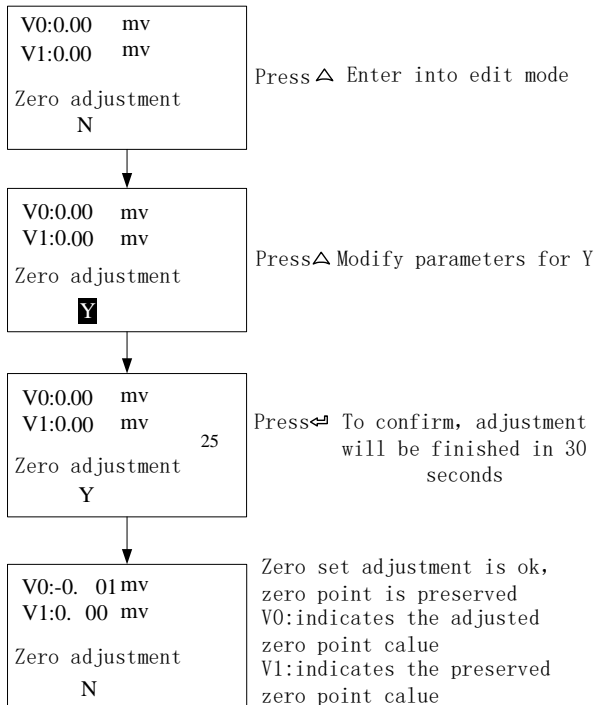 V0:0.00 mv
V1:0.00 mv
Zero adjustment
N
Press△ Enter into edit mode
V0:0.00 mv
V1:0.00 mv
Zero adjustment
Y
Press△ Modify parameters for Y
V0:0.00 mv
V1:0.00 mv
25
Zero adjustment
Y
Press↵ To confirm, adjustment
will be finished in 30
seconds
V0:-0. 01mv
V1:0. 00 mv
Zero adjustment
N
Zero set adjustment is ok,
zero point is preserved
V0:indicates the adjusted
zero point calue
V1:indicates the preserved
zero point calue